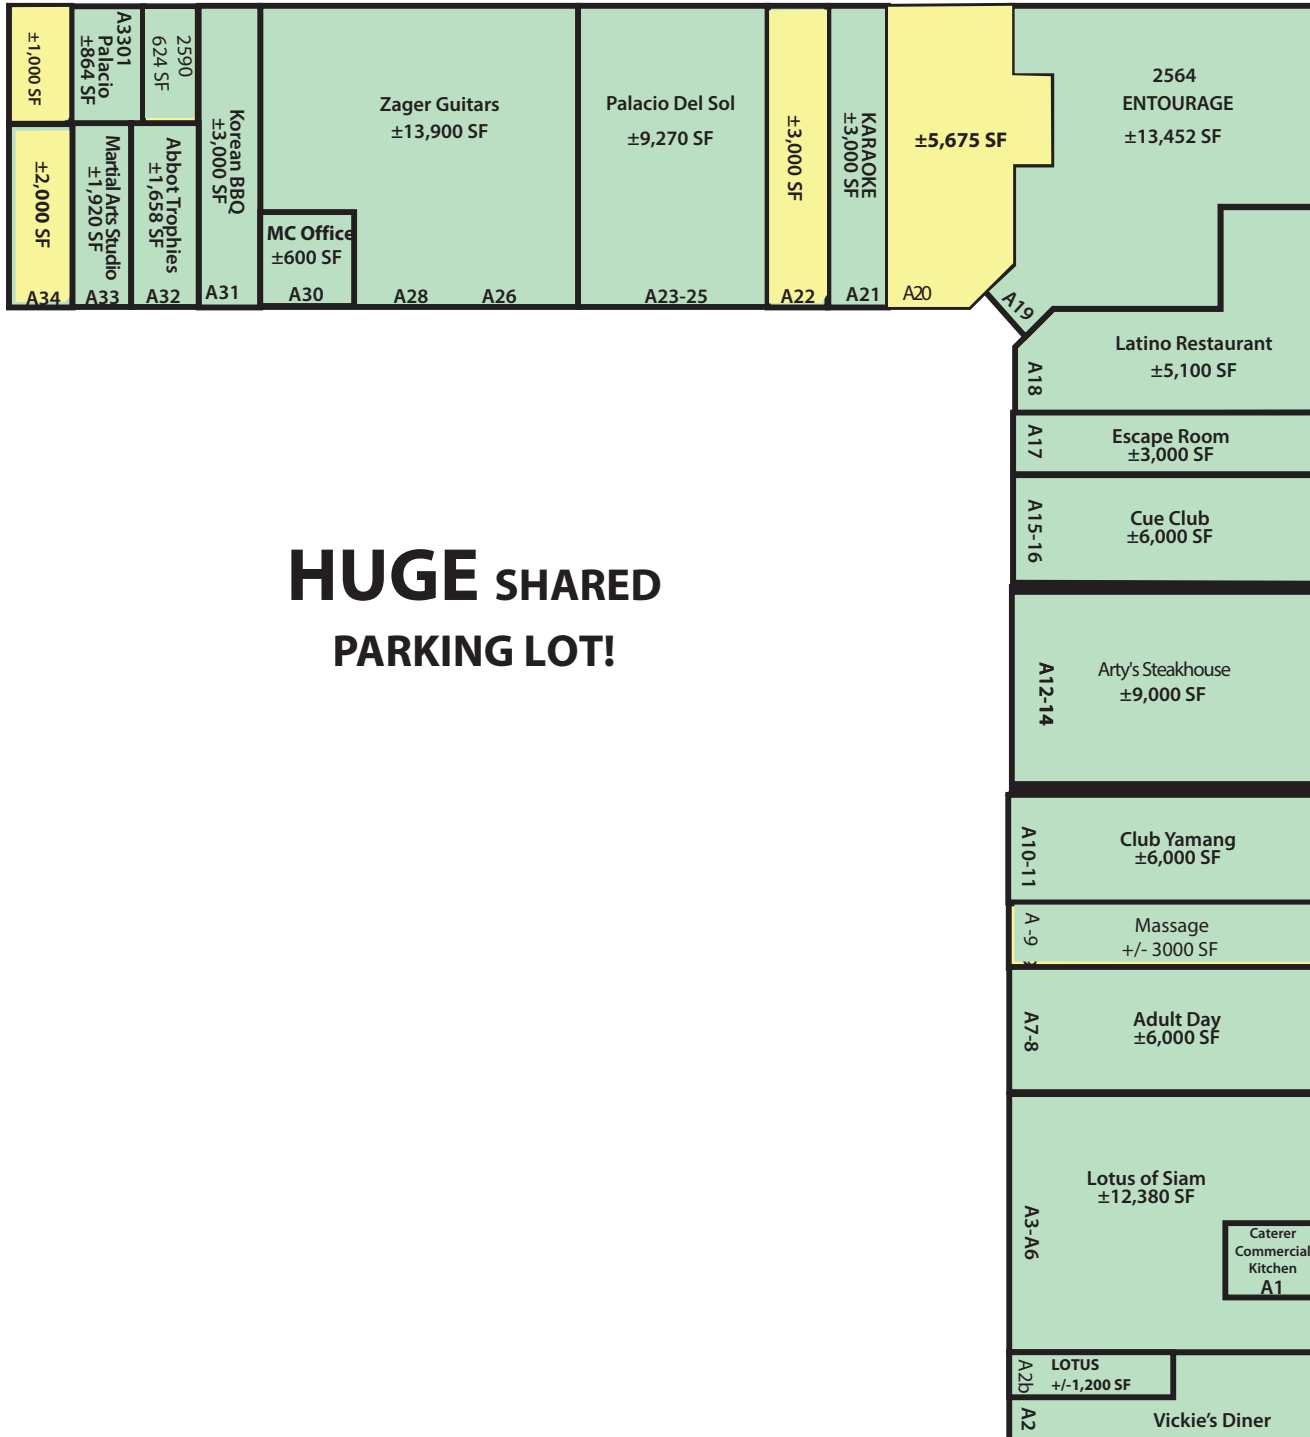 ±1,000 SF
A3301
Palacio
±864 SF
2590
624 SF
±2,000 SF
A34
Martial Arts Studio
±1,920 SF
A33
Abbot Trophies
±1,658 SF
A32
Korean BBQ
±3,000 SF
A31
Zager Guitars
±13,900 SF
MC Office
±600 SF
A30
A28
A26
Palacio Del Sol
±9,270 SF
A23-25
±3,000 SF
A22
KARAOKE
±3,000 SF
A21
±5,675 SF
A20
2564
ENTOURAGE
±13,452 SF
A19
Latino Restaurant
±5,100 SF
A18
A17
Escape Room
±3,000 SF
A15-16
Cue Club
±6,000 SF
HUGE SHARED
PARKING LOT!
A12-14
Arty's Steakhouse
±9,000 SF
A10-11
Club Yamang
±6,000 SF
A -9
Massage
+/- 3000 SF
A7-8
Adult Day
±6,000 SF
A3-A6
Lotus of Siam
±12,380 SF
Caterer
Commercial
Kitchen
A1
A2b
LOTUS
+/-1,200 SF
A2
Vickie's Diner